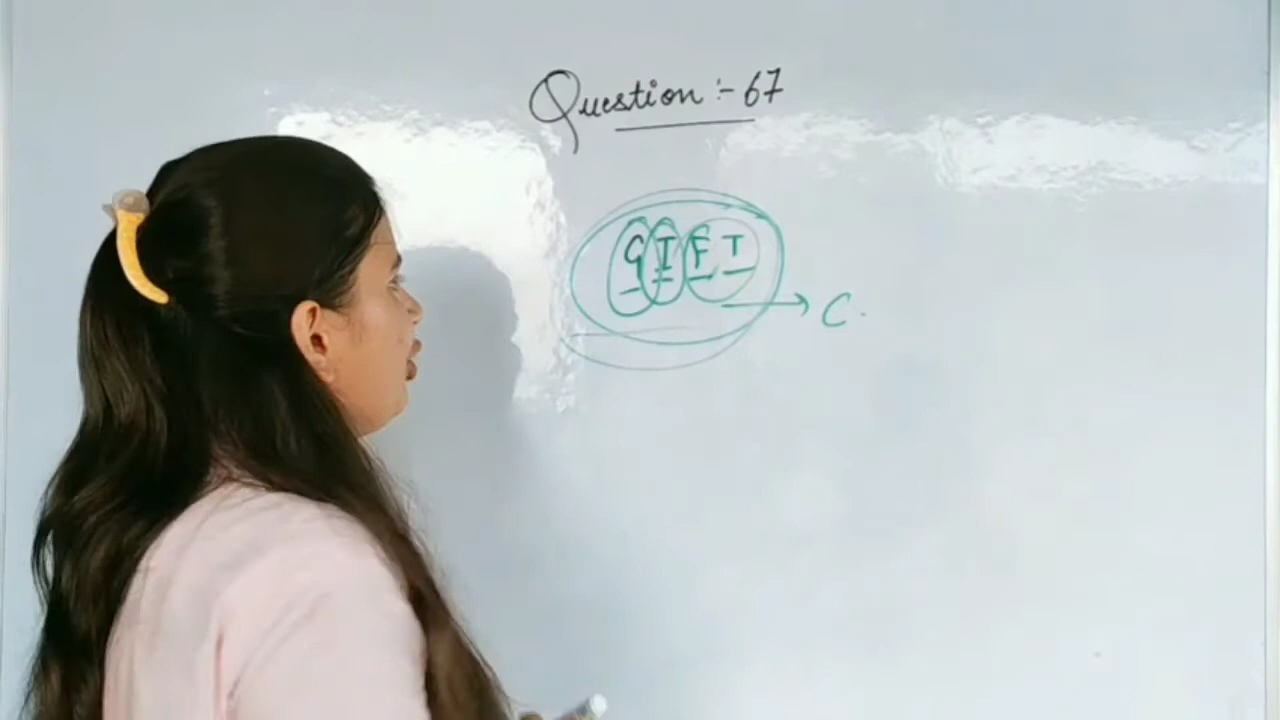 Question :- 67
GIFT
→ C.